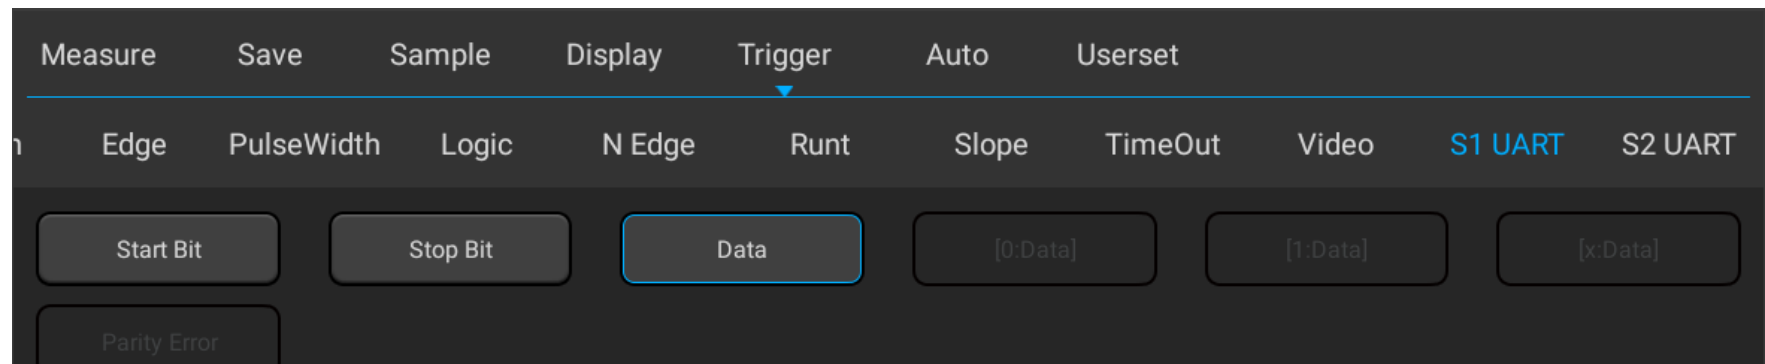 Measure Save Sample Display Trigger Auto Userset
Edge PulseWidth Logic N Edge Runt Slope TimeOut Video S1 UART S2 UART
Start Bit Stop Bit Data [0:Data] [1:Data] [x:Data]
Parity Error